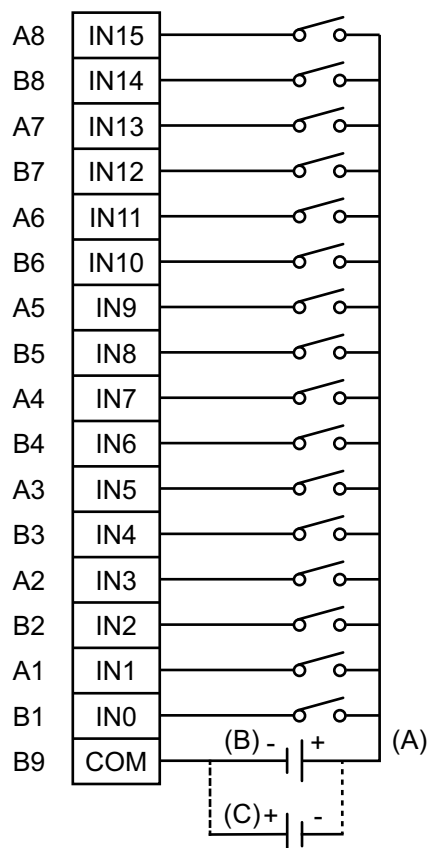 A8 IN15
B8 IN14
A7 IN13
B7 IN12
A6 IN11
B6 IN10
A5 IN9
B5 IN8
A4 IN7
B4 IN6
A3 IN5
B3 IN4
A2 IN3
B2 IN2
A1 IN1
B1 IN0
B9 COM (B) - + (A)
(C) + -